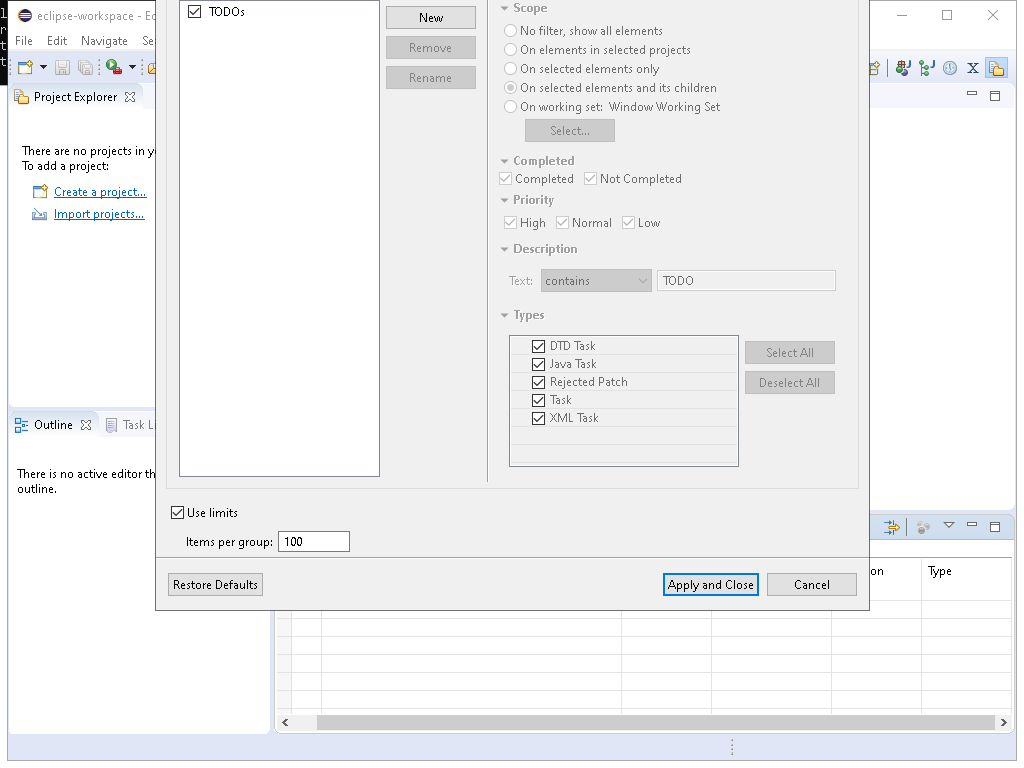 eclipse-workspace - Ec
File Edit Navigate Se
Project Explorer
There are no projects in y
To add a project:
Create a project...
Import projects...
Outline
Task Li
There is no active editor th
outline.
TODOs
New
Remove
Rename
Scope
No filter, show all elements
On elements in selected projects
On selected elements only
On selected elements and its children
On working set: Window Working Set
Select...
Completed
Completed Not Completed
Priority
High Normal Low
Description
Text: contains TODO
Types
DTD Task
Java Task
Rejected Patch
Task
XML Task
Select All
Deselect All
Use limits
Items per group: 100
Restore Defaults
Apply and Close
Cancel
on
Type
X